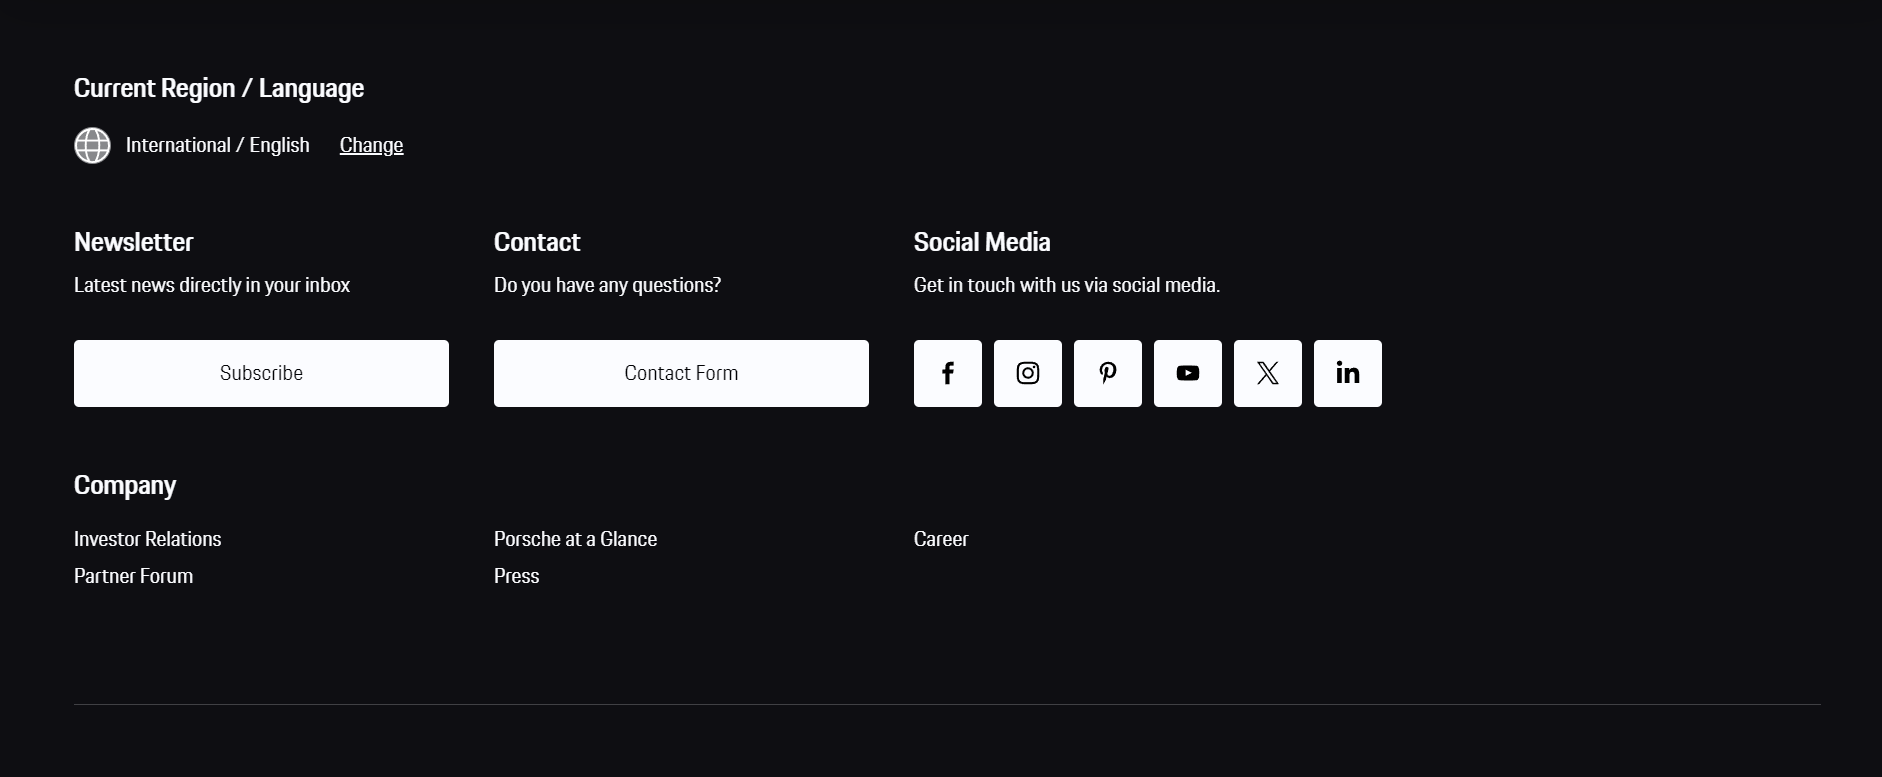 Current Region / Language
International / English Change
Newsletter
Latest news directly in your inbox
Subscribe
Contact
Do you have any questions?
Contact Form
Social Media
Get in touch with us via social media.
Company
Investor Relations
Partner Forum
Porsche at a Glance
Press
Career